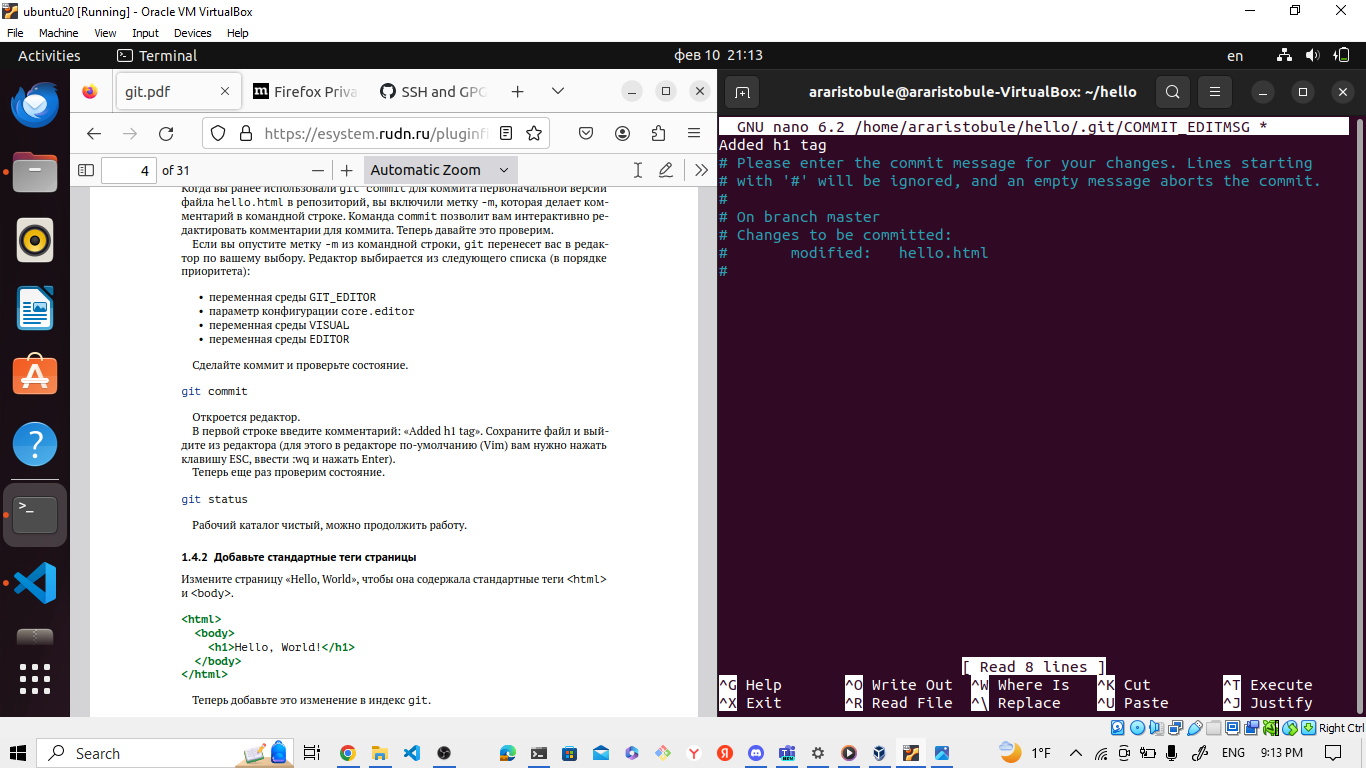 ubuntu20 [Running] - Oracle VM VirtualBox
File Machine View Input Devices Help
Activities Terminal фев 10 21:13 en
git.pdf Firefox Priva SSH and GPG
https://esystem.rudn.ru/pluginfi
4 of 31 Automatic Zoom
Когда вы ранее использовали git commit для коммита первоначальной версии
файла hello.html в репозиторий, вы включили метку -m, которая делает ком-
ментарий в командной строке. Команда commit позволит вам интерактивно ре-
дактировать комментарии для коммита. Теперь давайте это проверим.
Если вы опустите метку -m из командной строки, git перенесет вас в редак-
тор по вашему выбору. Редактор выбирается из следующего списка (в порядке
приоритета):
• переменная среды GIT_EDITOR
• параметр конфигурации core.editor
• переменная среды VISUAL
• переменная среды EDITOR
Сделайте коммит и проверьте состояние.
git commit
Откроется редактор.
В первой строке введите комментарий: «Added h1 tag». Сохраните файл и вый-
дите из редактора (для этого в редакторе по-умолчанию (Vim) вам нужно нажать
клавишу ESC, ввести :wq и нажать Enter).
Теперь еще раз проверим состояние.
git status
Рабочий каталог чистый, можно продолжить работу.
1.4.2 Добавьте стандартные теги страницы
Измените страницу «Hello, World», чтобы она содержала стандартные теги <html>
и <body>.
<html>
<body>
<h1>Hello, World!</h1>
</body>
</html>
Теперь добавьте это изменение в индекс git.
araristobule@araristobule-VirtualBox: ~/hello
GNU nano 6.2 /home/araristobule/hello/.git/COMMIT_EDITMSG *
Added h1 tag
# Please enter the commit message for your changes. Lines starting
# with '#' will be ignored, and an empty message aborts the commit.
#
# On branch master
# Changes to be committed:
#       modified:   hello.html
#
[ Read 8 lines ]
^G Help ^O Write Out ^W Where Is ^K Cut ^T Execute
^X Exit ^R Read File ^\ Replace ^U Paste ^J Justify
Right Ctrl
Search 1°F ENG 9:13 PM